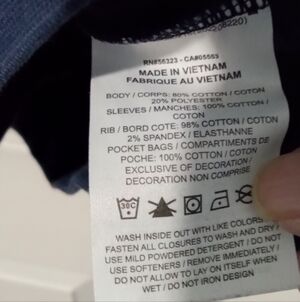 RN#56323 - CA#05553
MADE IN VIETNAM
FABRIQUE AU VIETNAM
BODY / CORPS: 80% COTTON / COTON
20% POLYESTER
SLEEVES / MANCHES: 100% COTTON /
COTON
RIB / BORD COTE: 98% COTTON / COTON
2% SPANDEX / ELASTHANNE
POCKET BAGS / COMPARTIMENTS DE
POCHE: 100% COTTON / COTON
EXCLUSIVE OF DECORATION /
DECORATION NON COMPRISE
30C
WASH INSIDE OUT WITH LIKE COLORS
FASTEN ALL CLOSURES TO WASH AND DRY /
USE MILD POWDERED DETERGENT / DO NOT
USE SOFTENERS / REMOVE IMMEDIATELY /
DO NOT ALLOW TO LAY ON ITSELF WHEN
WET / DO NOT IRON DESIGN